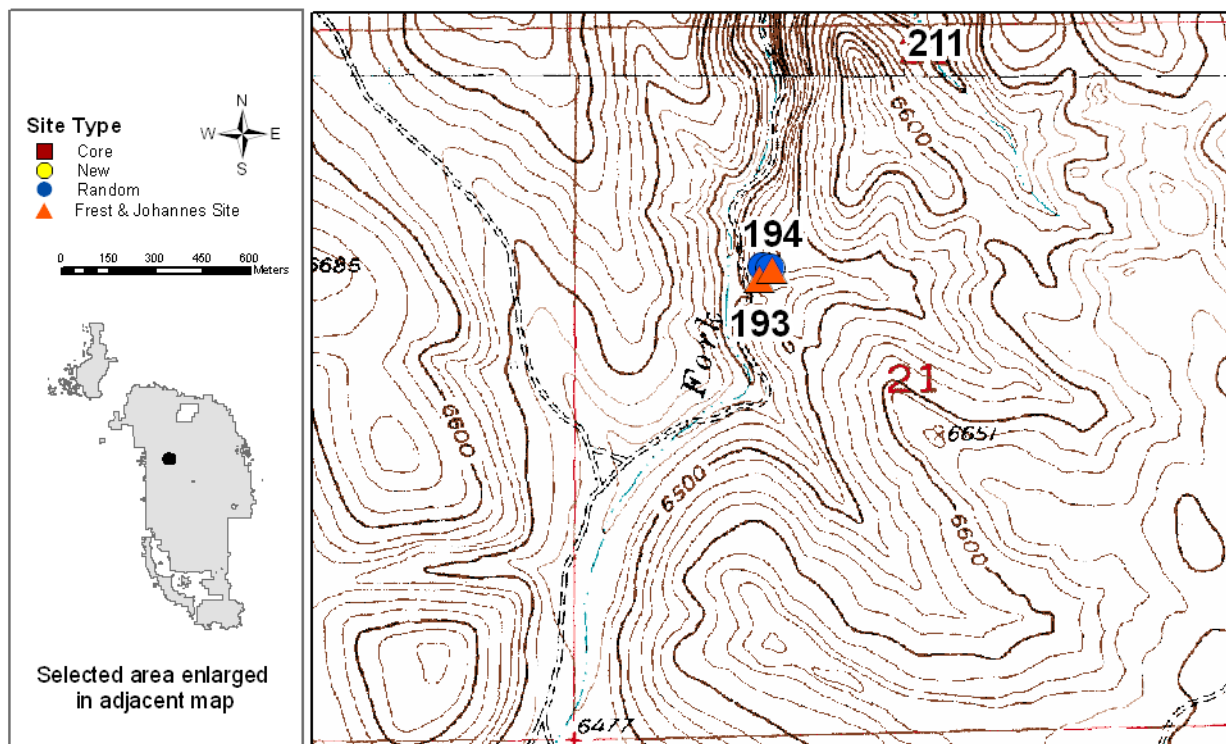 N
W E
S
Site Type
Core
New
Random
Frest & Johannes Site
0 150 300 450 600
Meters
Selected area enlarged
in adjacent map
211
6600
194
6685
193
Fork
21
6600
6651
6500
6600
6477